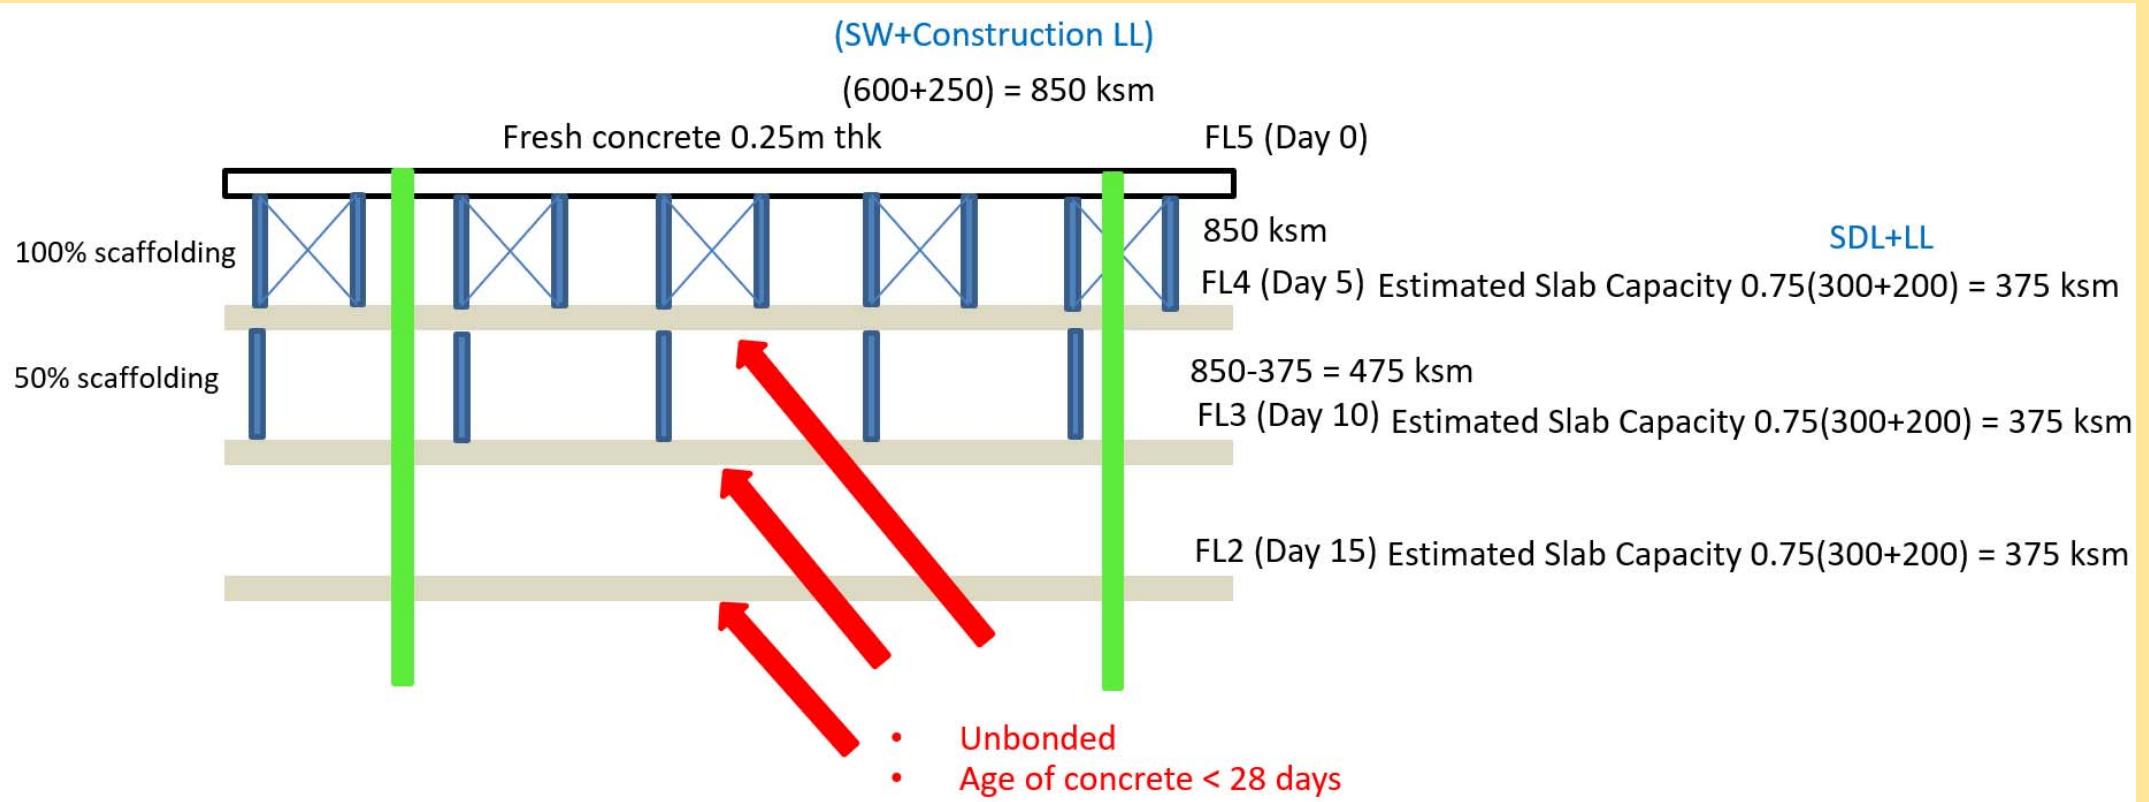 (SW+Construction LL)
(600+250) = 850 ksm
Fresh concrete 0.25m thk
FL5 (Day 0)
100% scaffolding
850 ksm
SDL+LL
FL4 (Day 5) Estimated Slab Capacity 0.75(300+200) = 375 ksm
50% scaffolding
850-375 = 475 ksm
FL3 (Day 10) Estimated Slab Capacity 0.75(300+200) = 375 ksm
FL2 (Day 15) Estimated Slab Capacity 0.75(300+200) = 375 ksm
• Unbonded
• Age of concrete < 28 days